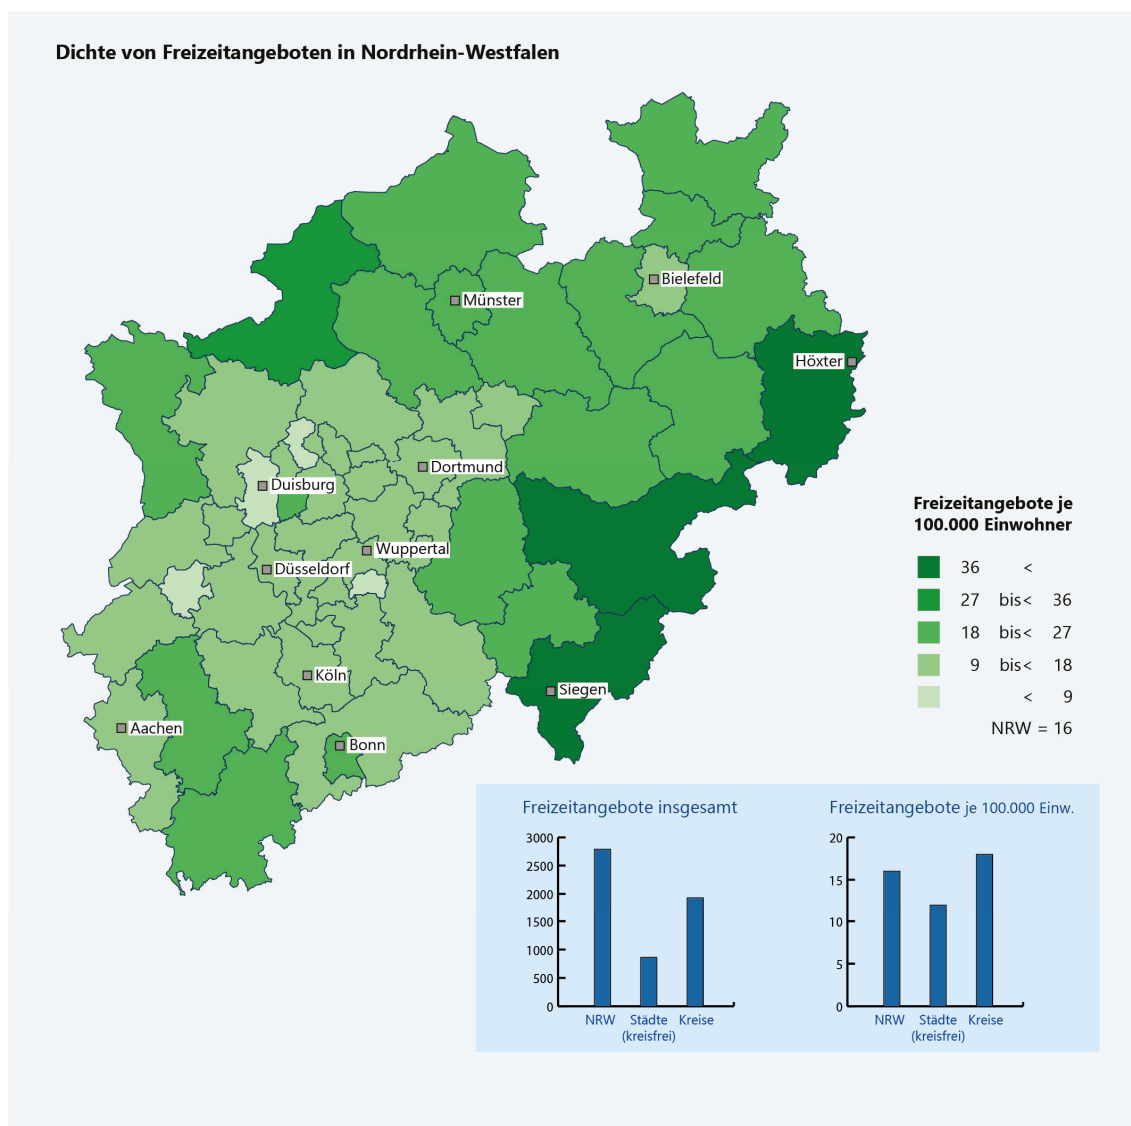 Dichte von Freizeitangeboten in Nordrhein-Westfalen
Bielefeld
Münster
Höxter
Dortmund
Duisburg
Wuppertal
Düsseldorf
Köln
Siegen
Aachen
Bonn
Freizeitangebote je
100.000 Einwohner
36 <
27 bis< 36
18 bis< 27
9 bis< 18
< 9
NRW = 16
Freizeitangebote insgesamt
3000
2500
2000
1500
1000
500
0
NRW Städte Kreise
(kreisfrei)
Freizeitangebote je 100.000 Einw.
20
15
10
5
0
NRW Städte Kreise
(kreisfrei)